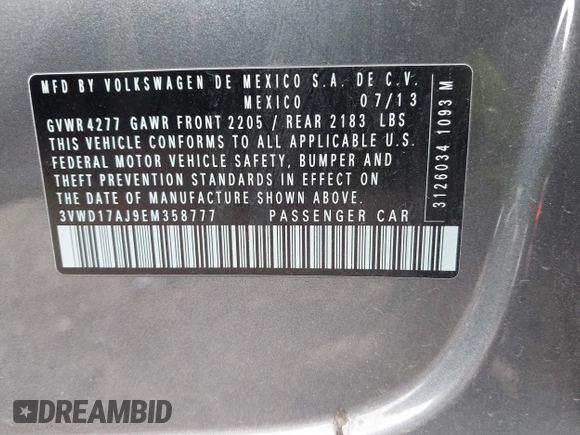 MFD BY VOLKSWAGEN DE MEXICO S.A. DE C.V.
MEXICO 07/13
GVWR 4277 GAWR FRONT 2205 / REAR 2183 LBS
THIS VEHICLE CONFORMS TO ALL APPLICABLE U.S.
FEDERAL MOTOR VEHICLE SAFETY, BUMPER AND
THEFT PREVENTION STANDARDS IN EFFECT ON
THE DATE OF MANUFACTURE SHOWN ABOVE.
3VWD17AJ9EM358777 PASSENGER CAR
3126034 1093 M
DREAMBID